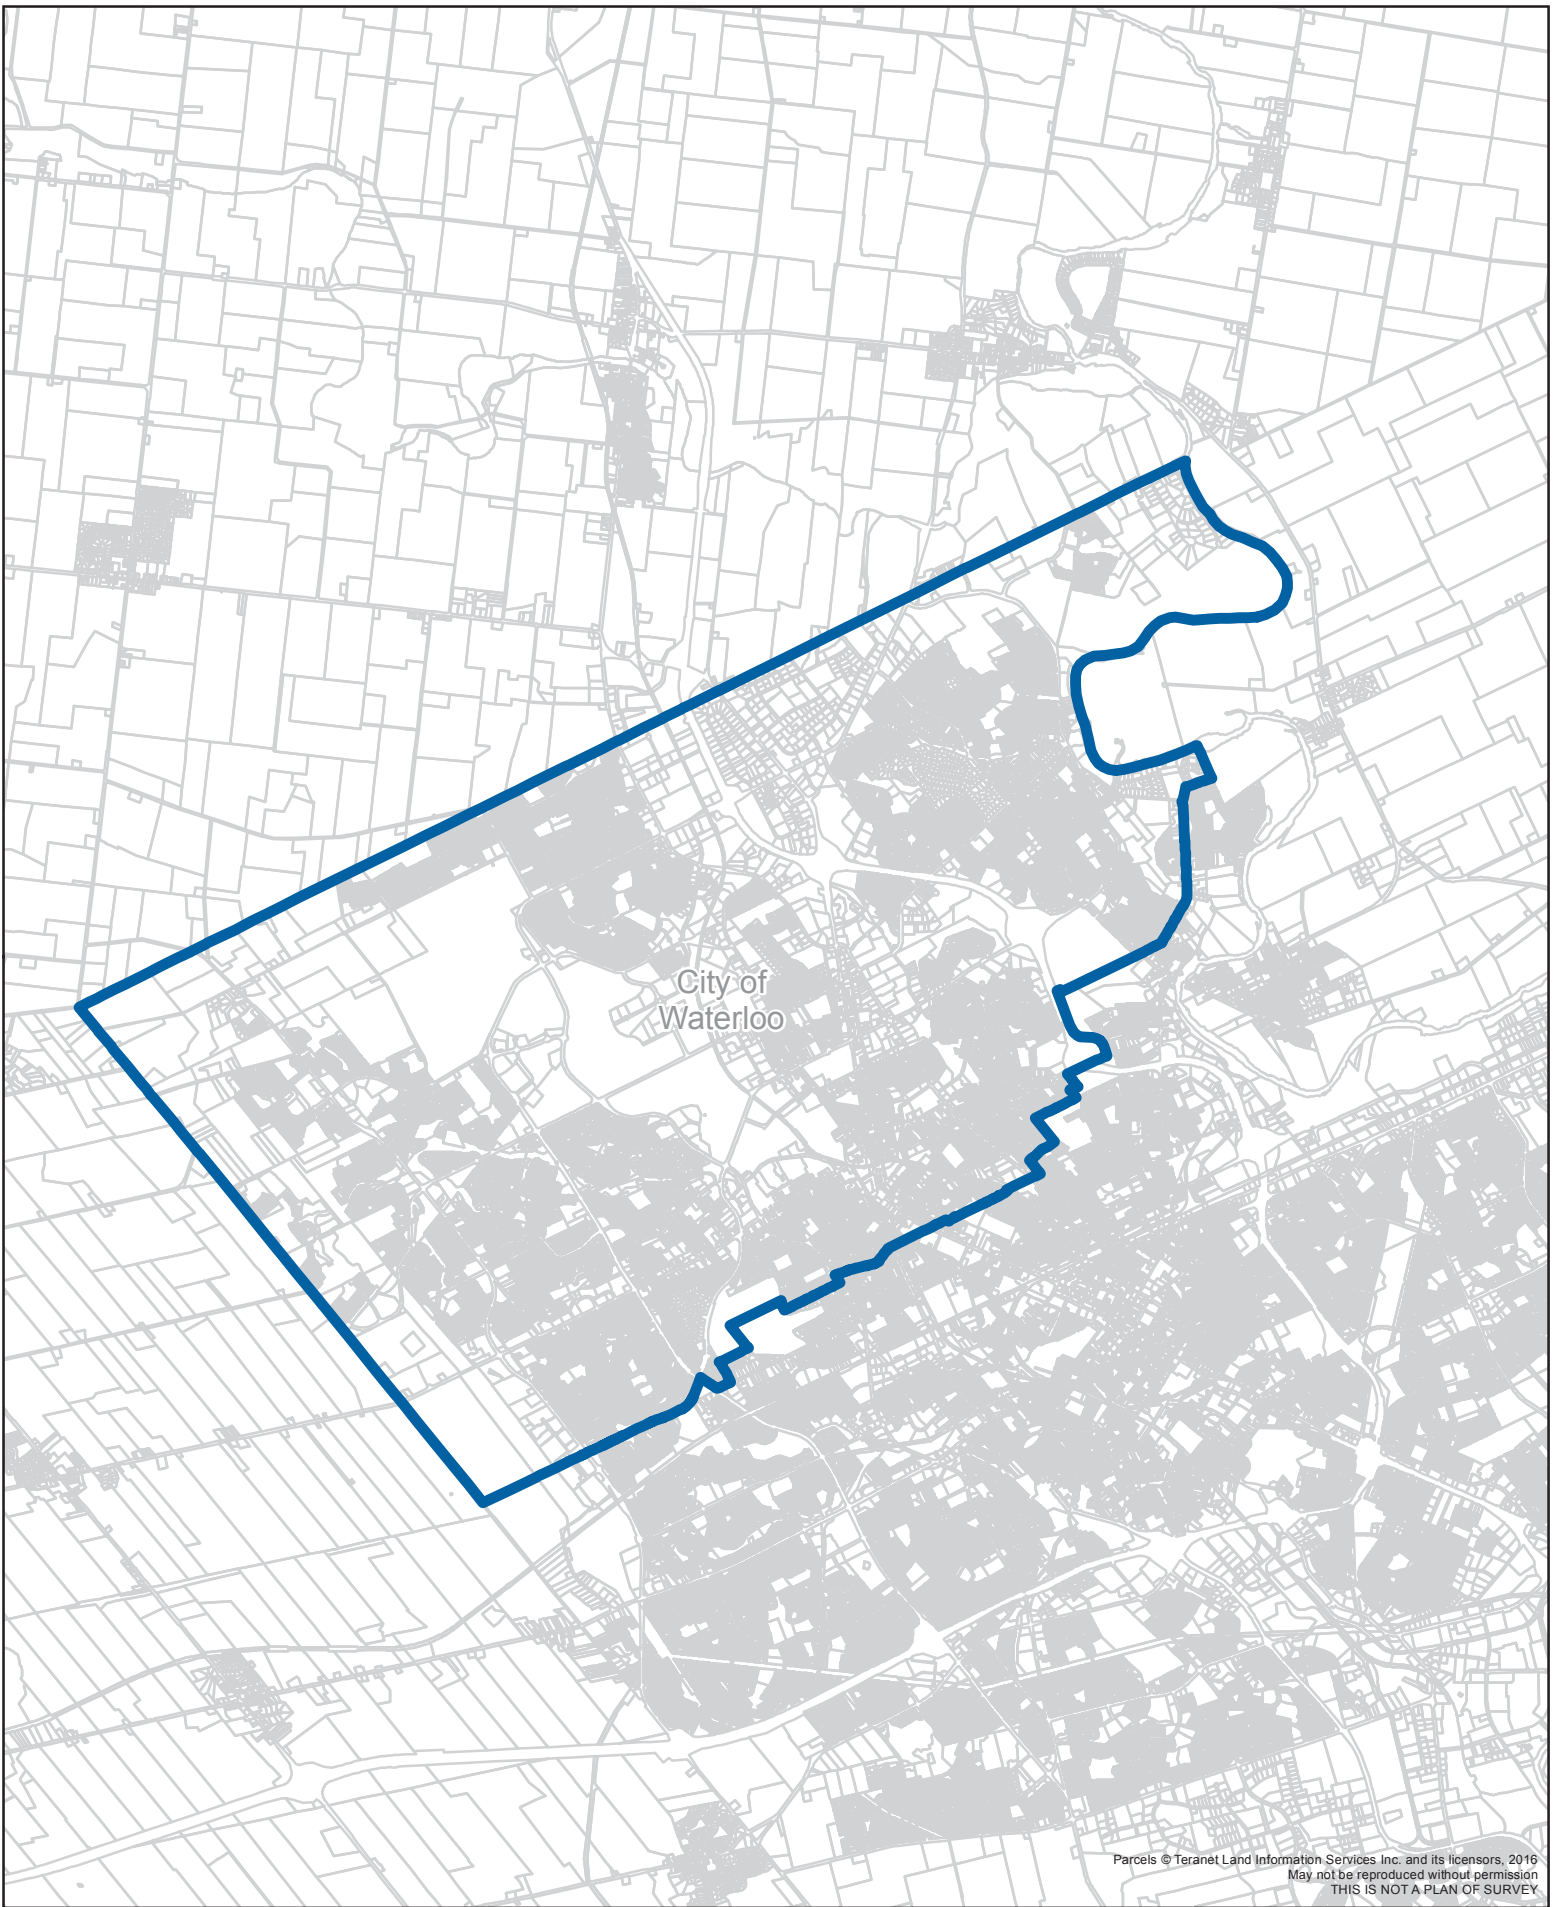 City of
Waterloo
Parcels © Teranet Land Information Services Inc. and its licensors, 2016
May not be reproduced without permission
THIS IS NOT A PLAN OF SURVEY